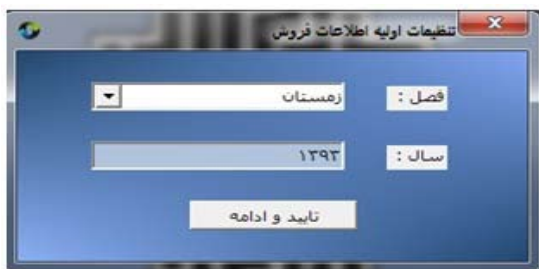 تنظیمات اولیه اطلاعات فروش
فصل : زمستان
سال : ۱۳۹۳
تایید و ادامه